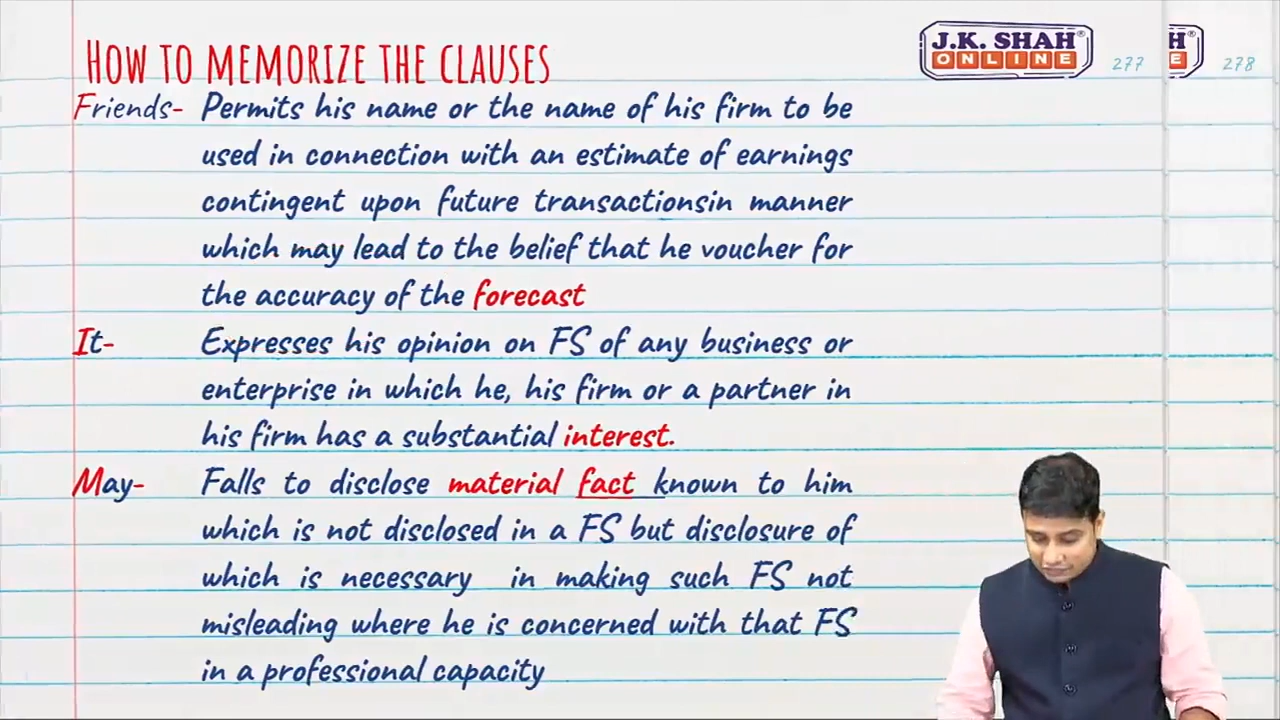 HOW TO MEMORIZE THE CLAUSES
J.K. SHAH®
ONLINE
277
H®
E
278
Friends- Permits his name or the name of his firm to be
used in connection with an estimate of earnings
contingent upon future transactionsin manner
which may lead to the belief that he voucher for
the accuracy of the forecast
It- Expresses his opinion on FS of any business or
enterprise in which he, his firm or a partner in
his firm has a substantial interest.
May- Falls to disclose material fact known to him
which is not disclosed in a FS but disclosure of
which is necessary in making such FS not
misleading where he is concerned with that FS
in a professional capacity